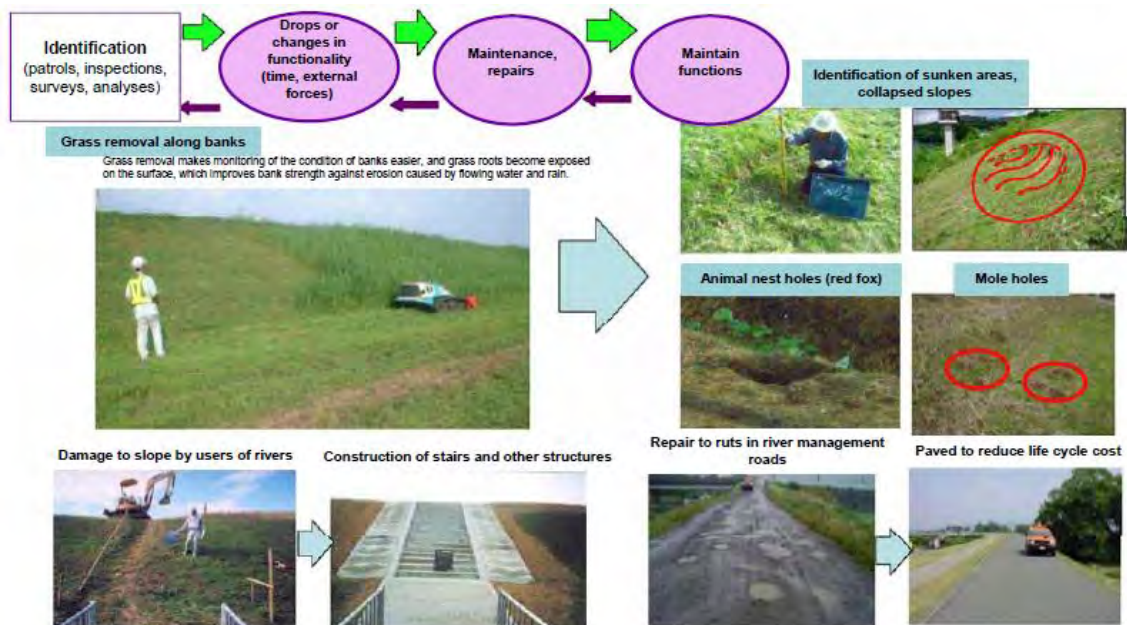 Identification
(patrols, inspections,
surveys, analyses)
Drops or
changes in
functionality
(time, external
forces)
Maintenance,
repairs
Maintain
functions
Identification of sunken areas,
collapsed slopes
Grass removal along banks
Grass removal makes monitoring of the condition of banks easier, and grass roots become exposed
on the surface, which improves bank strength against erosion caused by flowing water and rain.
Animal nest holes (red fox)
Mole holes
Damage to slope by users of rivers
Construction of stairs and other structures
Repair to ruts in river management
roads
Paved to reduce life cycle cost